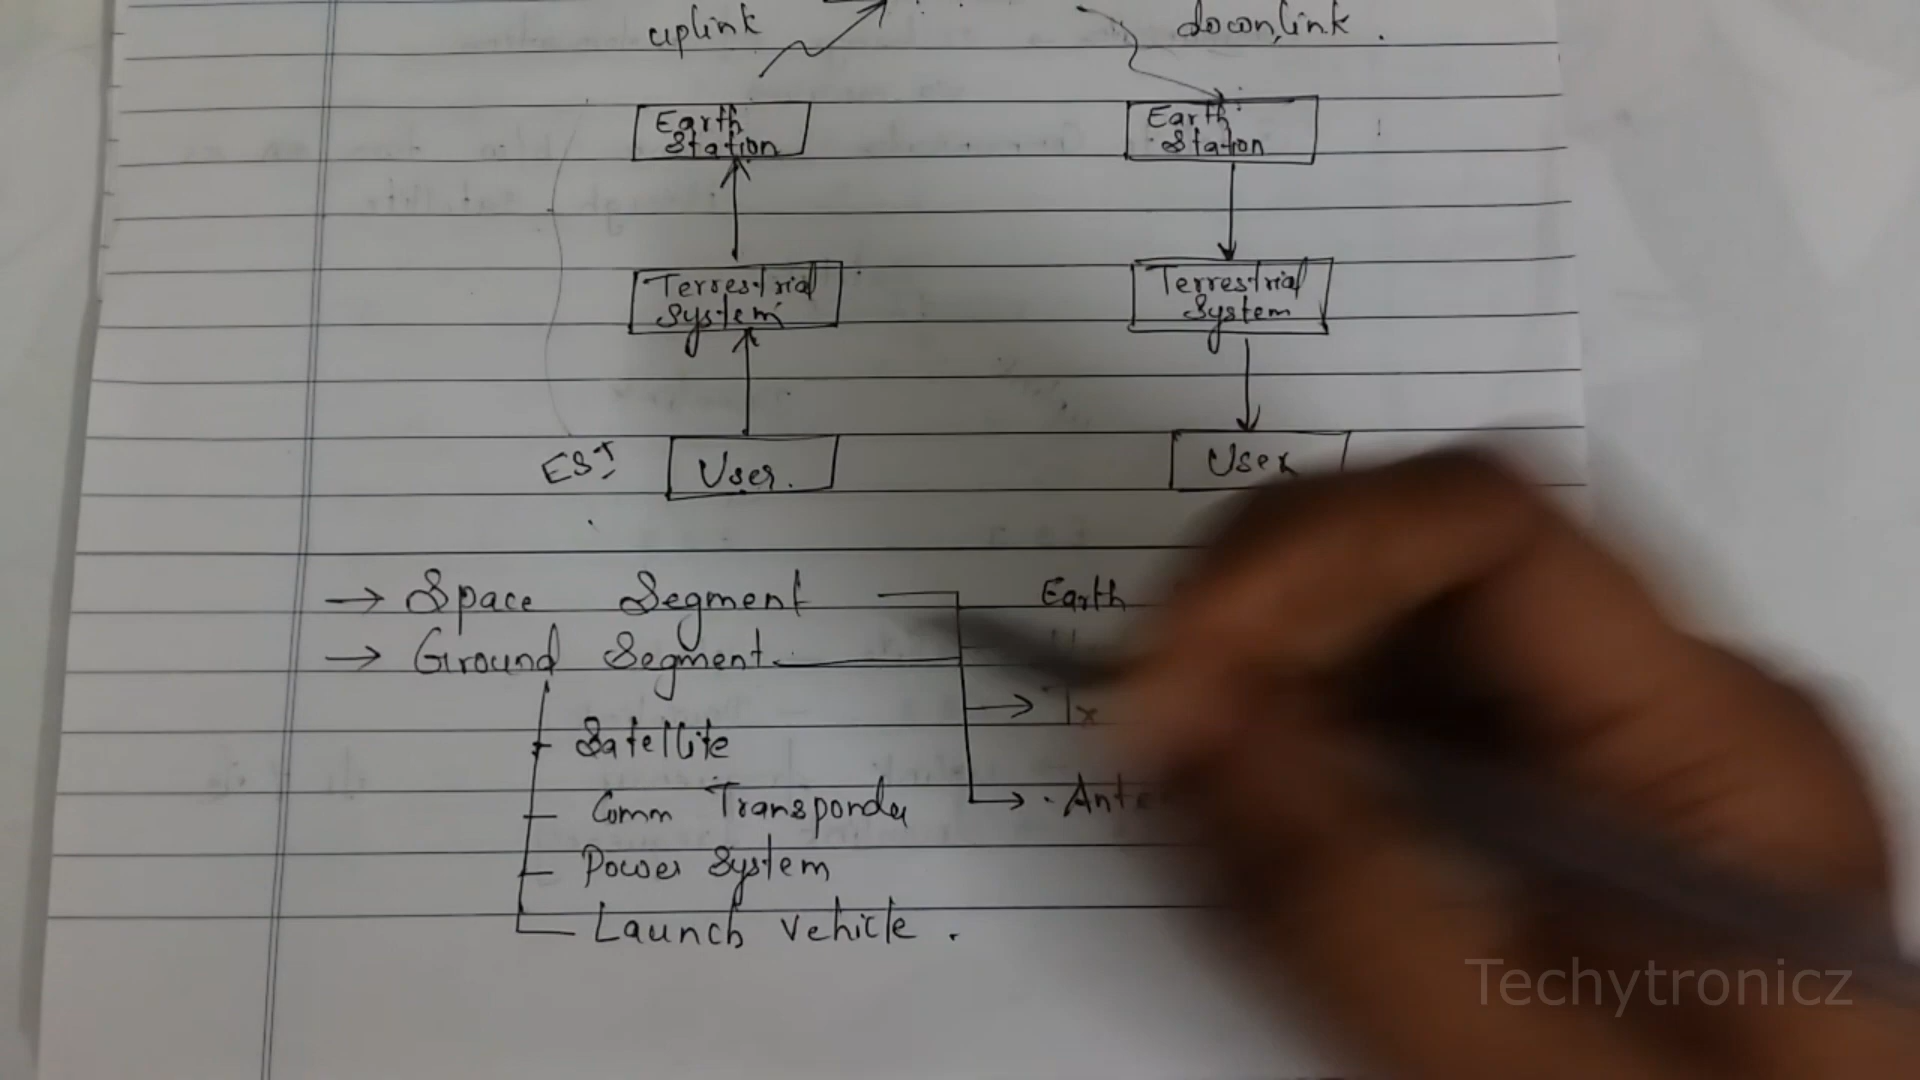 uplink downlink.
Earth Station Earth Station
Terrestrial System Terrestrial System
EST User. User
→ Space Segment Earth
→ Ground Segment
Tx
Satellite
Comm Transponder
Power System
Launch vehicle.
Techytronicz